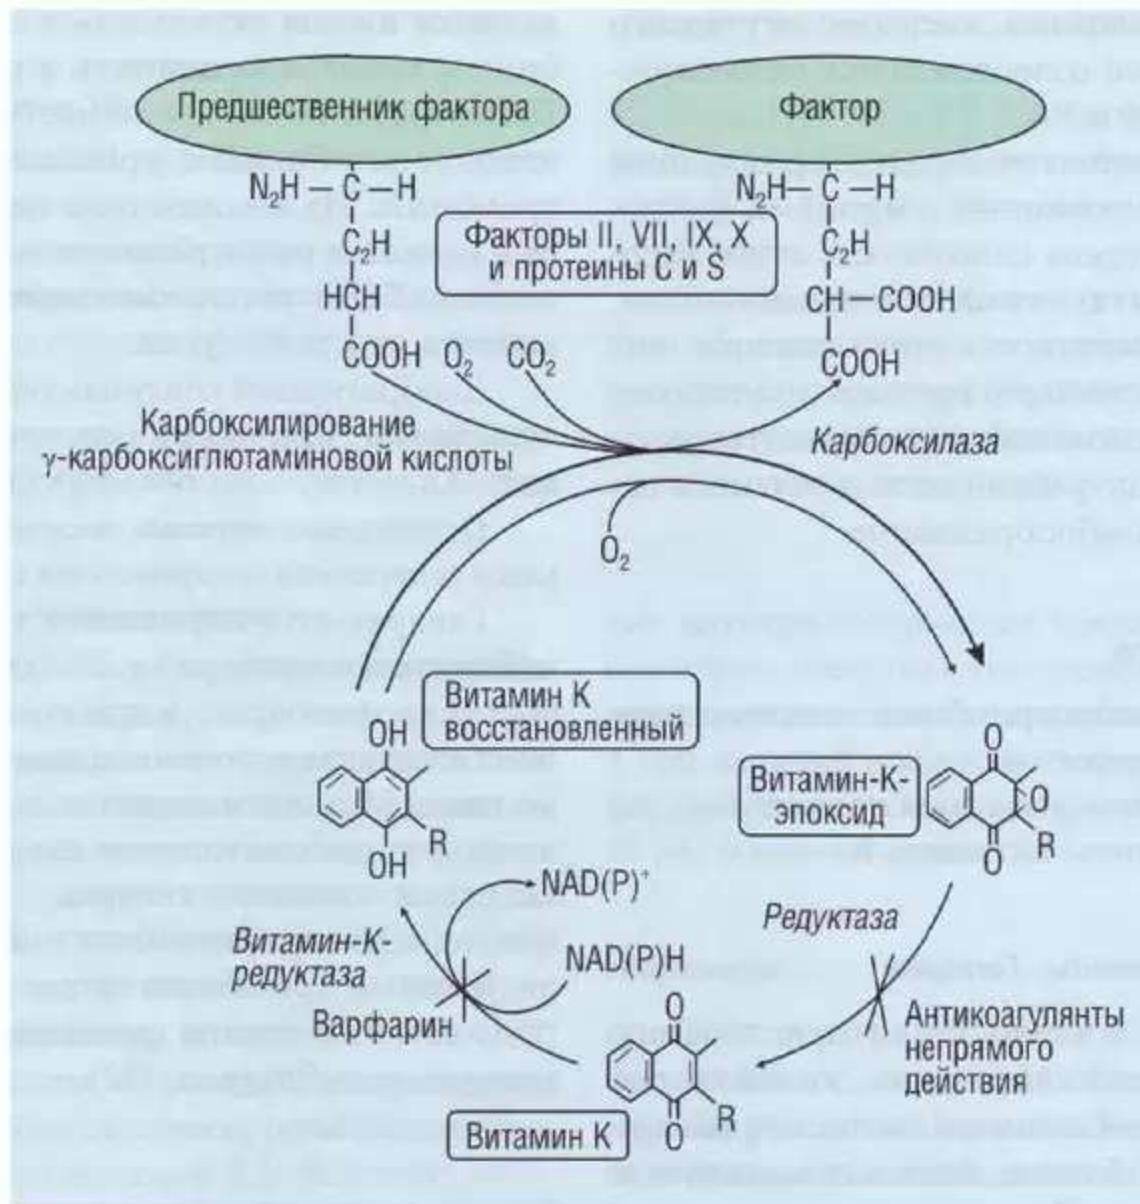 Предшественник фактора
Фактор
N₂H – C – H
C₂H
HCH
COOH
O₂
CO₂
N₂H – C – H
C₂H
CH – COOH
COOH
Факторы II, VII, IX, X
и протеины C и S
Карбоксилирование
γ-карбоксиглютаминовой кислоты
Карбоксилаза
O₂
Витамин K
восстановленный
OH
R
OH
Витамин-K-
эпоксид
O
O
R
O
NAD(P)⁺
NAD(P)H
Витамин-K-
редуктаза
Варфарин
Редуктаза
Антикоагулянты
непрямого
действия
O
R
O
Витамин K